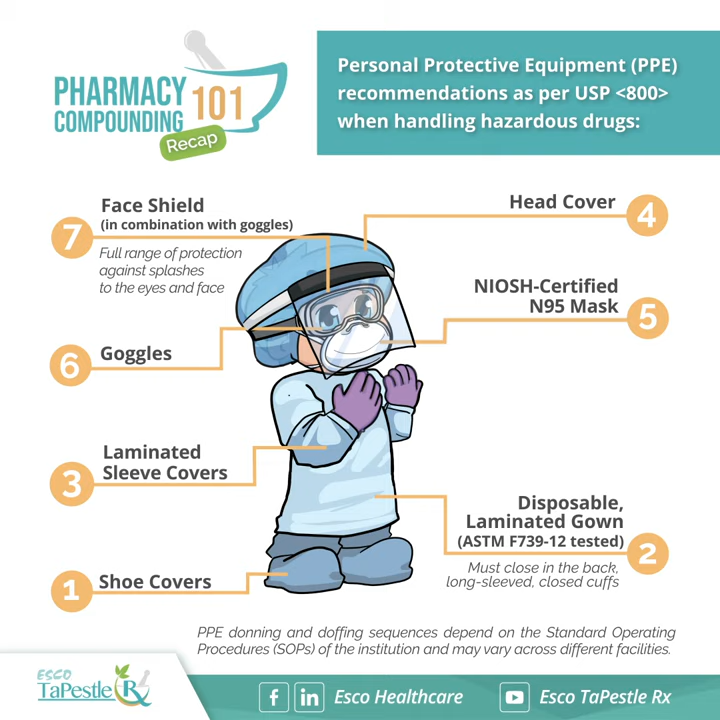 PHARMACY
COMPOUNDING
101
Recap
Personal Protective Equipment (PPE)
recommendations as per USP <800>
when handling hazardous drugs:
7
Face Shield
(in combination with goggles)
Full range of protection
against splashes
to the eyes and face
Head Cover
4
NIOSH-Certified
N95 Mask
5
6
Goggles
Laminated
Sleeve Covers
3
Disposable,
Laminated Gown
(ASTM F739-12 tested)
2
Must close in the back,
long-sleeved, closed cuffs
1
Shoe Covers
PPE donning and doffing sequences depend on the Standard Operating
Procedures (SOPs) of the institution and may vary across different facilities.
ESCO
TaPestle Rx
f in Esco Healthcare
Esco TaPestle Rx